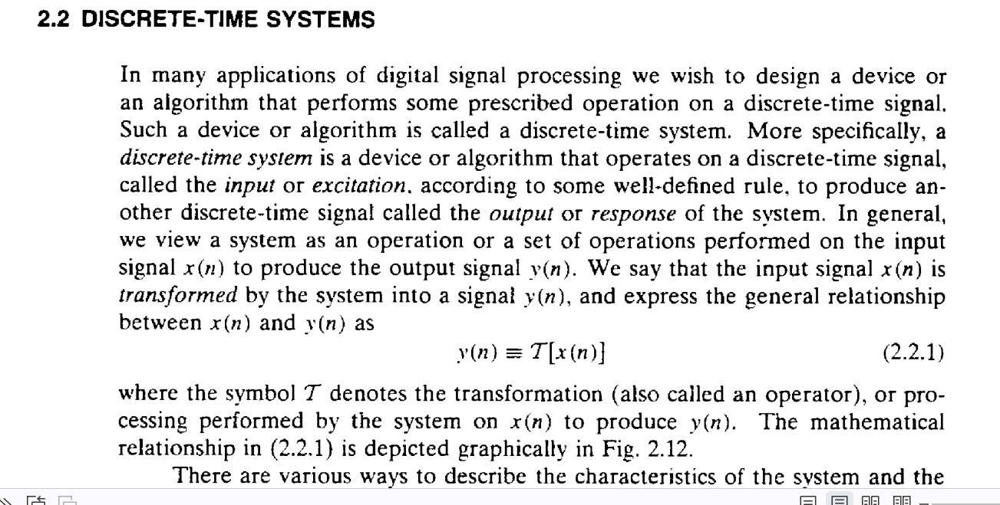 2.2 DISCRETE-TIME SYSTEMS
In many applications of digital signal processing we wish to design a device or
an algorithm that performs some prescribed operation on a discrete-time signal.
Such a device or algorithm is called a discrete-time system. More specifically, a
discrete-time system is a device or algorithm that operates on a discrete-time signal,
called the input or excitation, according to some well-defined rule, to produce an-
other discrete-time signal called the output or response of the system. In general,
we view a system as an operation or a set of operations performed on the input
signal x(n) to produce the output signal y(n). We say that the input signal x(n) is
transformed by the system into a signal y(n), and express the general relationship
between x(n) and y(n) as
y(n) ≡ 𝒯[x(n)] (2.2.1)
where the symbol 𝒯 denotes the transformation (also called an operator), or pro-
cessing performed by the system on x(n) to produce y(n). The mathematical
relationship in (2.2.1) is depicted graphically in Fig. 2.12.
There are various ways to describe the characteristics of the system and the